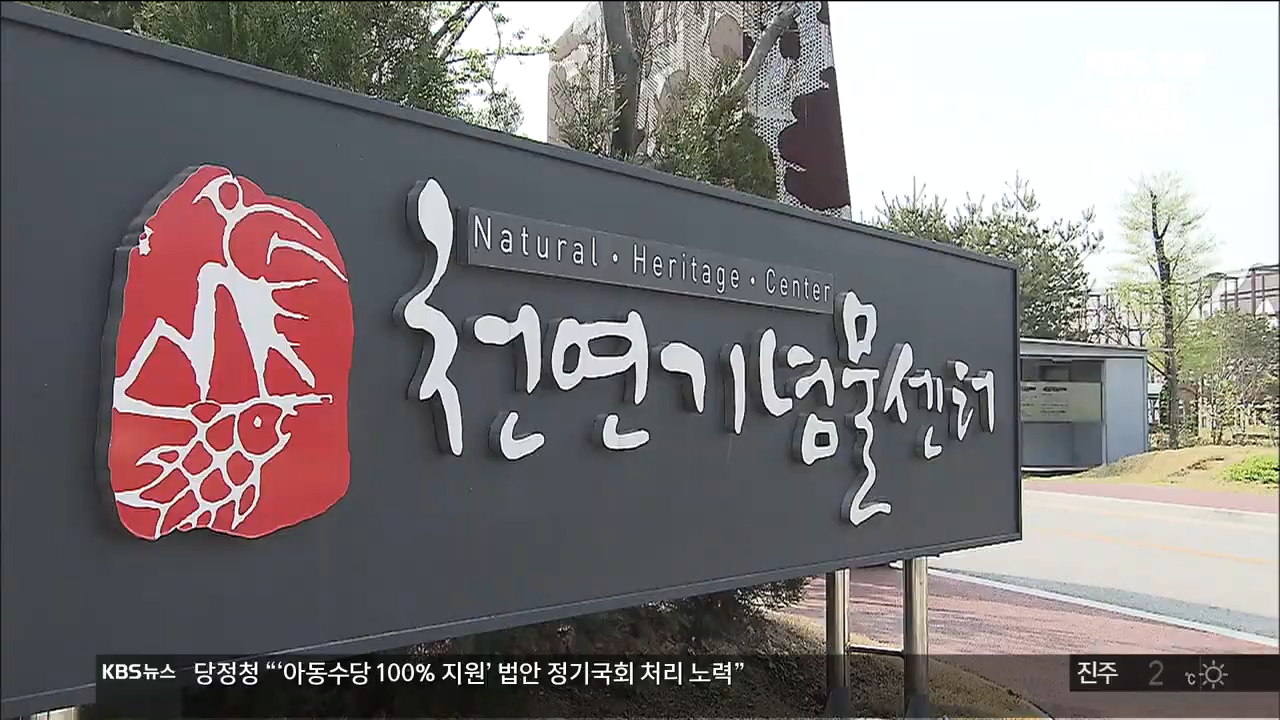 Natural · Heritage · Center
천연기념물센터
KBS뉴스 당정청 “‘아동수당 100% 지원’ 법안 정기국회 처리 노력”
진주 2 ℃